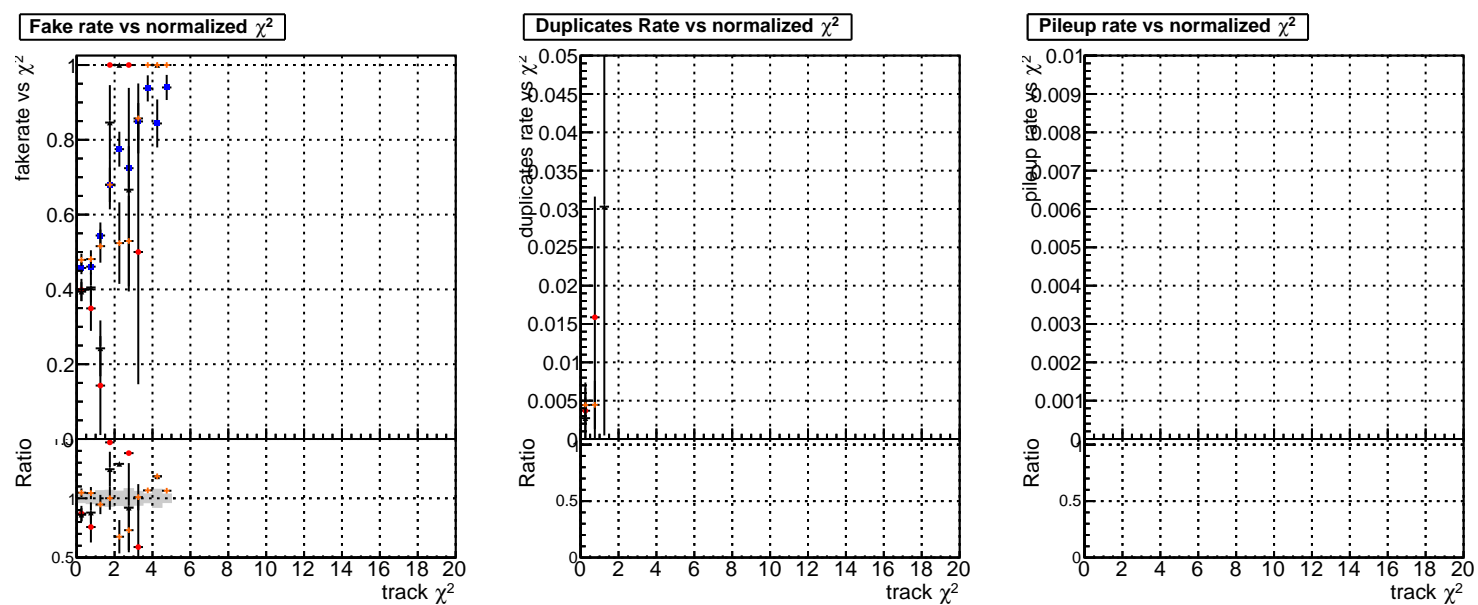 Fake rate vs normalized χ²
Duplicates Rate vs normalized χ²
Pileup rate vs normalized χ²
fakerate vs χ²
1
0.8
0.6
0.4
0.2
0
Ratio
1
0.5
0 2 4 6 8 10 12 14 16 18 20
track χ²
duplicates rate vs χ²
0.05
0.045
0.04
0.035
0.03
0.025
0.02
0.015
0.01
0.005
0
Ratio
1
0.5
0
0 2 4 6 8 10 12 14 16 18 20
track χ²
pileup rate vs χ²
0.01
0.009
0.008
0.007
0.006
0.005
0.004
0.003
0.002
0.001
0
Ratio
1
0.5
0
0 2 4 6 8 10 12 14 16 18 20
track χ²